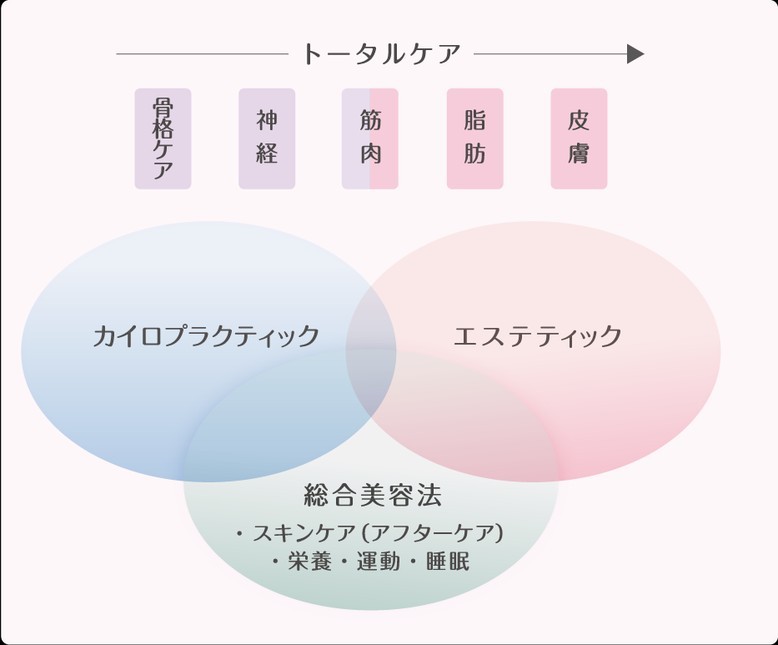 トータルケア
骨格ケア
神経
筋肉
脂肪
皮膚
カイロプラクティック
エステティック
総合美容法
・スキンケア(アフターケア)
・栄養・運動・睡眠